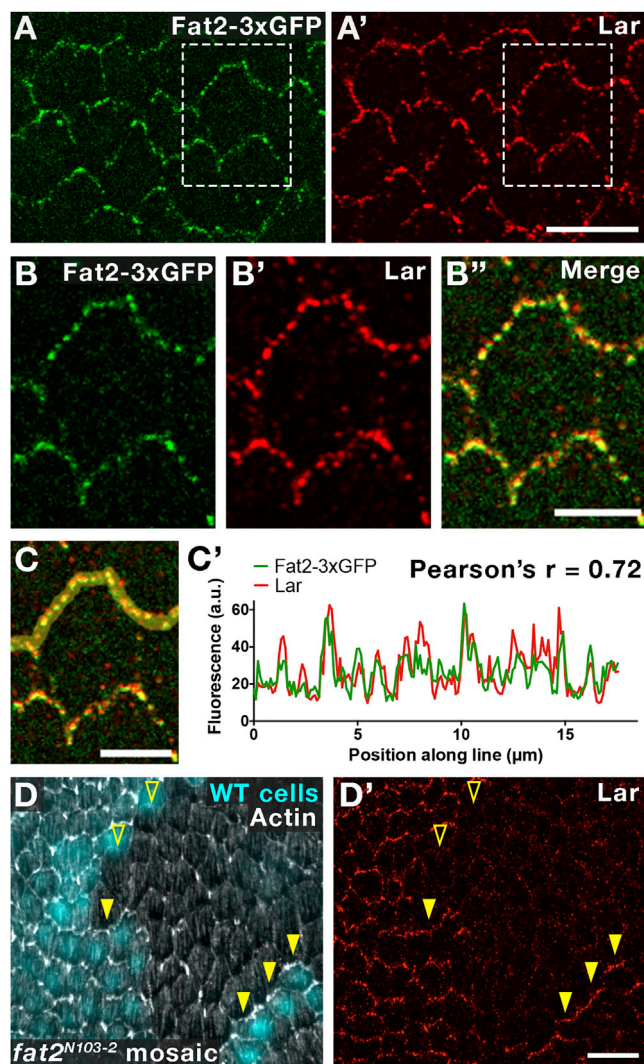 A Fat2-3xGFP
A' Lar
B Fat2-3xGFP
B' Lar
B" Merge
C
C' Fat2-3xGFP
Lar
Pearson's r = 0.72
Fluorescence (a.u.)
60
40
20
0
0 5 10 15
Position along line (µm)
D WT cells
Actin
fat2N103-2 mosaic
D' Lar